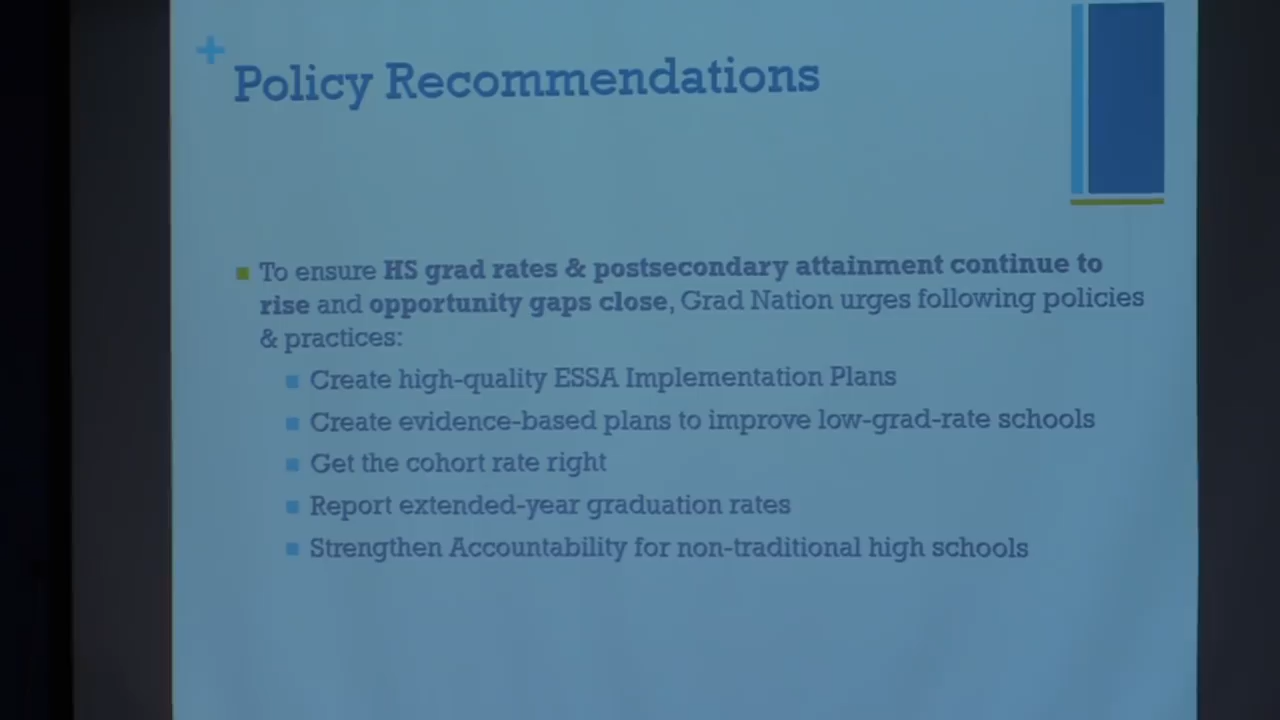 +
Policy Recommendations
To ensure HS grad rates & postsecondary attainment continue to
rise and opportunity gaps close, Grad Nation urges following policies
& practices:
Create high-quality ESSA Implementation Plans
Create evidence-based plans to improve low-grad-rate schools
Get the cohort rate right
Report extended-year graduation rates
Strengthen Accountability for non-traditional high schools